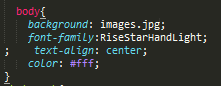 body{
background: images.jpg;
font-family:RiseStarHandLight;
; text-align: center;
color: #fff;
}